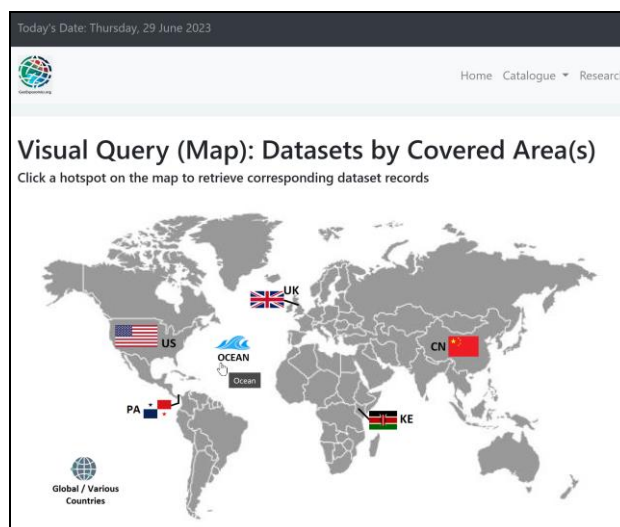 Today's Date: Thursday, 29 June 2023
Home Catalogue Research
Visual Query (Map): Datasets by Covered Area(s)
Click a hotspot on the map to retrieve corresponding dataset records
UK
US
OCEAN
Ocean
CN
PA
KE
Global / Various
Countries